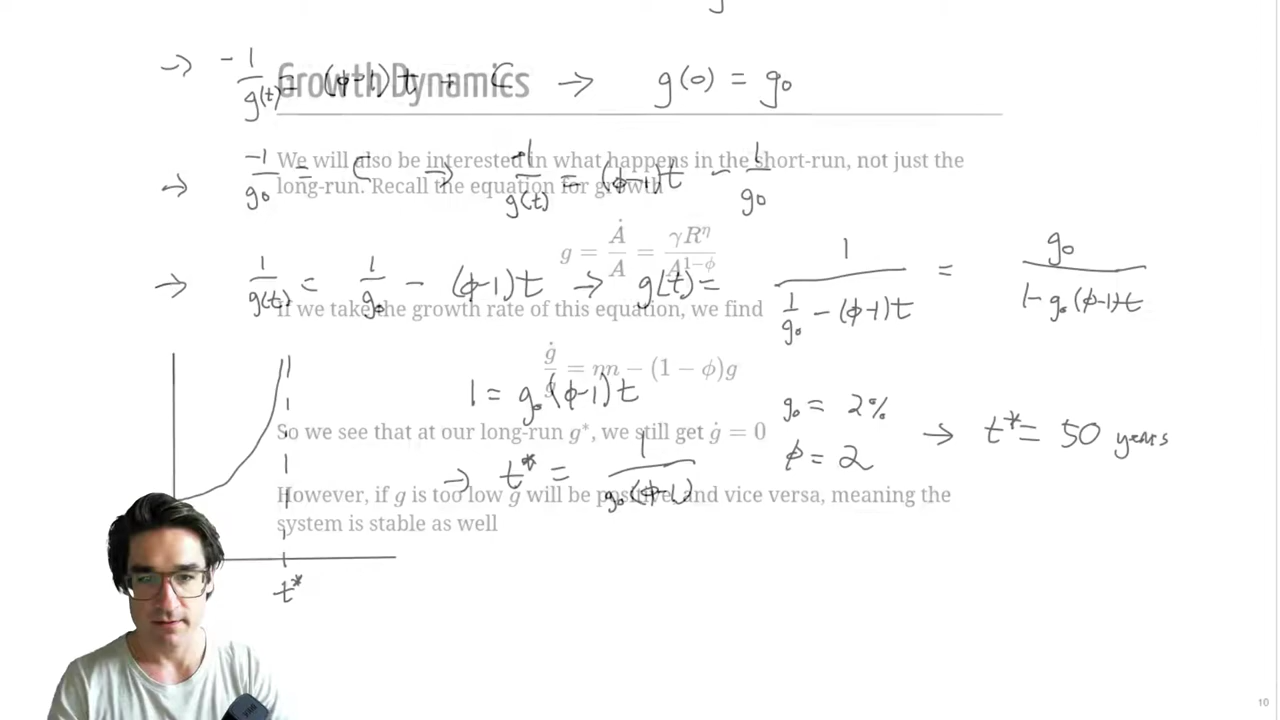 → -1/g(t) = (φ-1)t + C → g(0) = g₀
Growth Dynamics
We will also be interested in what happens in the short-run, not just the
long-run. Recall the equation for growth
→ -1/g₀ = C → -1/g(t) = (φ-1)t - 1/g₀
g = Ȧ/A = γR^η/A^{1-ϕ}
→ 1/g(t) = 1/g₀ - (φ-1)t → g(t) = 1/(1/g₀ - (φ-1)t) = g₀/(1-g₀(φ-1)t)
If we take the growth rate of this equation, we find
ġ/g = ηn − (1 − ϕ)g
1 = g₀(φ-1)t
g₀ = 2%
φ = 2
→ t* = 50 years
So we see that at our long-run g*, we still get ġ = 0
→ t* = 1/(g₀(φ-1))
However, if g is too low ġ will be positive and vice versa, meaning the
system is stable as well
t*
10